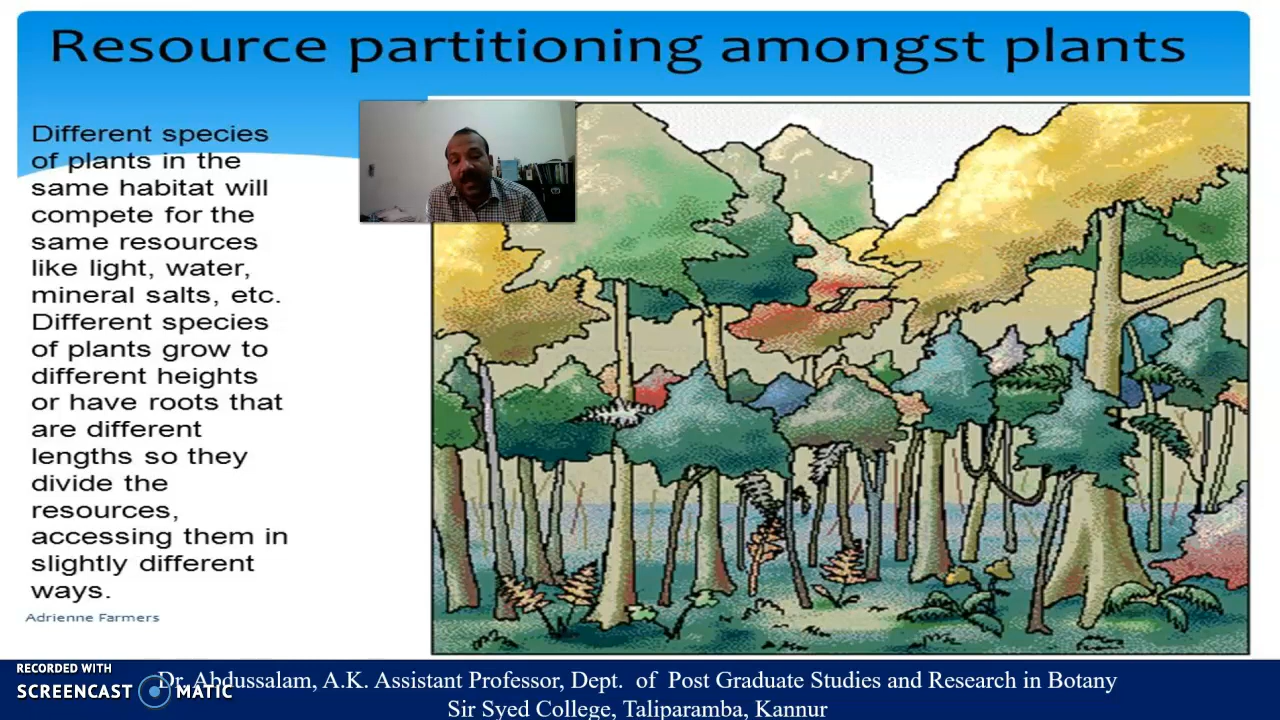 Resource partitioning amongst plants
Different species
of plants in the
same habitat will
compete for the
same resources
like light, water,
mineral salts, etc.
Different species
of plants grow to
different heights
or have roots that
are different
lengths so they
divide the
resources,
accessing them in
slightly different
ways.
Adrienne Farmers
RECORDED WITH
SCREENCAST MATIC
Dr. Abdussalam, A.K. Assistant Professor, Dept. of Post Graduate Studies and Research in Botany
Sir Syed College, Taliparamba, Kannur